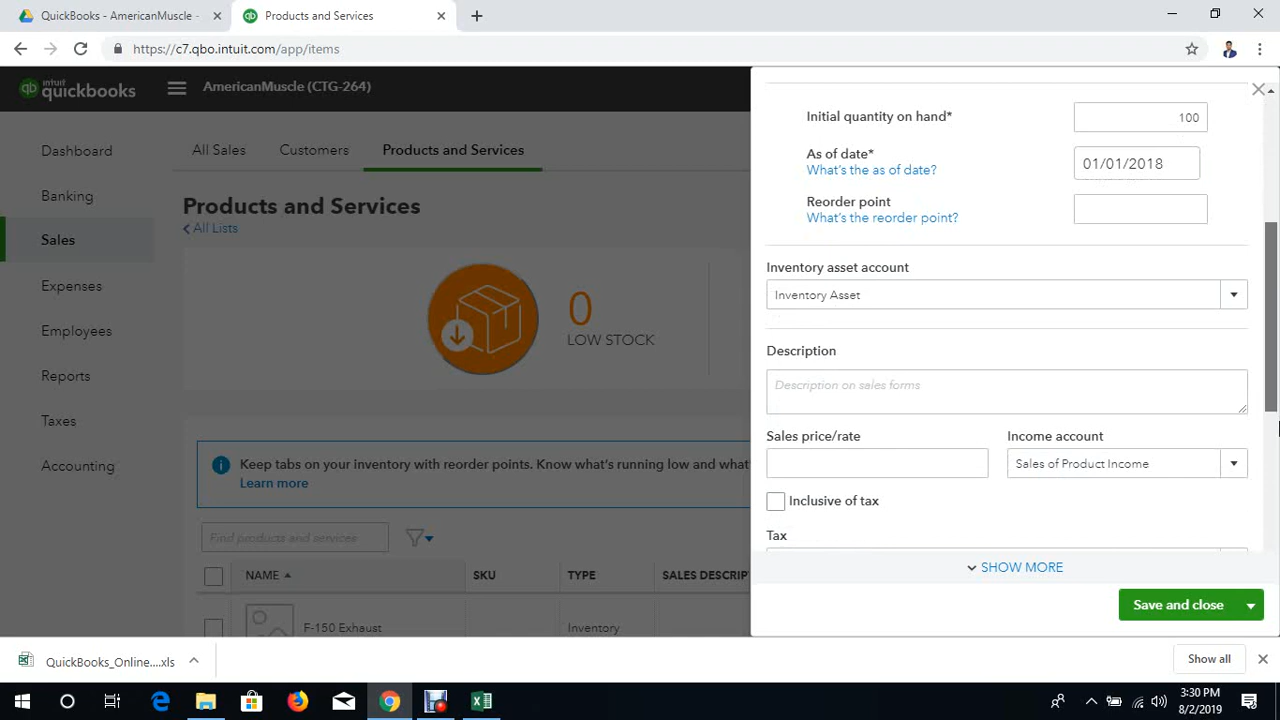 QuickBooks - AmericanMuscle -
Products and Services
https://c7.qbo.intuit.com/app/items
intuit quickbooks
AmericanMuscle (CTG-264)
Dashboard
Banking
Sales
Expenses
Employees
Reports
Taxes
Accounting
All Sales
Customers
Products and Services
Products and Services
All Lists
0
LOW STOCK
Keep tabs on your inventory with reorder points. Know what's running low and wha
Learn more
Find products and services
NAME
SKU
TYPE
SALES DESCRIP
F-150 Exhaust
Inventory
Initial quantity on hand*
100
As of date*
01/01/2018
What's the as of date?
Reorder point
What's the reorder point?
Inventory asset account
Inventory Asset
Description
Description on sales forms
Sales price/rate
Income account
Sales of Product Income
Inclusive of tax
Tax
SHOW MORE
Save and close
QuickBooks_Online....xls
Show all
3:30 PM
8/2/2019